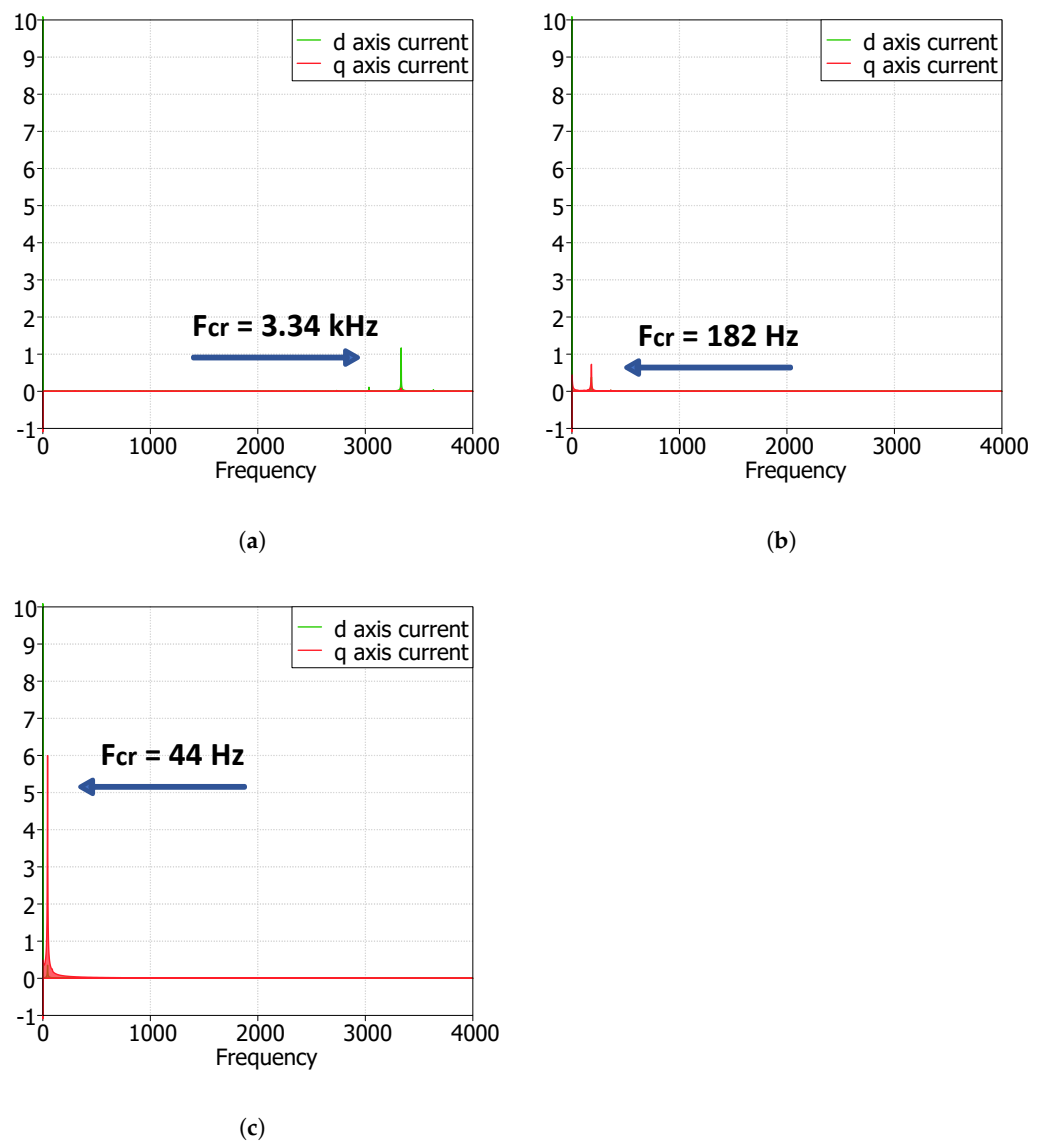 10
9
8
7
6
5
4
3
2
1
0
-1
d axis current
q axis current
Fcr = 3.34 kHz
0 1000 2000 3000 4000
Frequency
(a)
10
9
8
7
6
5
4
3
2
1
0
-1
d axis current
q axis current
Fcr = 182 Hz
0 1000 2000 3000 4000
Frequency
(b)
10
9
8
7
6
5
4
3
2
1
0
-1
d axis current
q axis current
Fcr = 44 Hz
0 1000 2000 3000 4000
Frequency
(c)